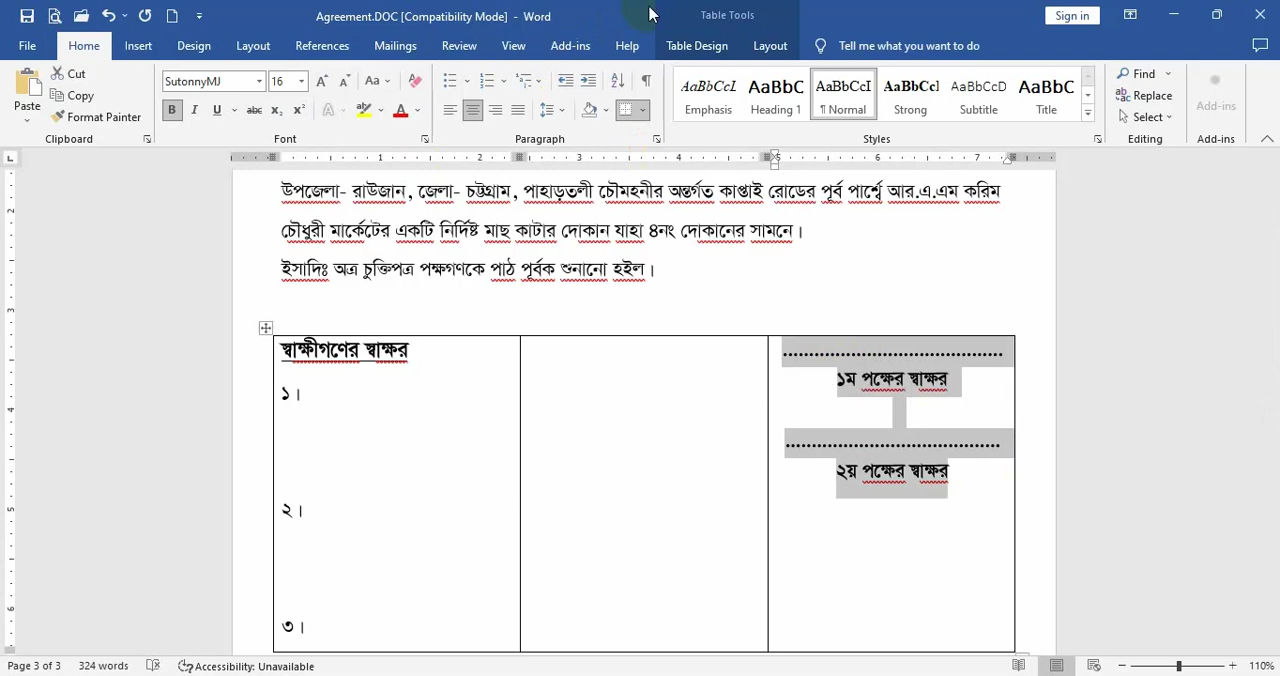 Agreement.DOC [Compatibility Mode] - Word
Table Tools
Sign in
File Home Insert Design Layout References Mailings Review View Add-ins Help Table Design Layout Tell me what you want to do
Paste
Cut
Copy
Format Painter
Clipboard
SutonnyMJ 16
Font
Paragraph
AaBbCcL AaBbC AaBbCcI AaBbCcl AaBbCcD AaBbC
Emphasis Heading 1 ¶ Normal Strong Subtitle Title
Styles
Find
Replace
Select
Editing
Add-ins
Add-ins
উপজেলা- রাউজান, জেলা- চট্টগ্রাম, পাহাড়তলী চৌমহনীর অন্তর্গত কাপ্তাই রোডের পূর্ব পার্শ্বে আর.এ.এম করিম
চৌধুরী মার্কেটের একটি নির্দিষ্ট মাছ কাটার দোকান যাহা ৪নং দোকানের সামনে।
ইসাদিঃ অত্র চুক্তিপত্র পক্ষগণকে পাঠ পূর্বক শুনানো হইল।
স্বাক্ষীগণের স্বাক্ষর
১।
২।
৩।
..........................................
১ম পক্ষের স্বাক্ষর
.........................................
২য় পক্ষের স্বাক্ষর
Page 3 of 3 324 words Accessibility: Unavailable 110%